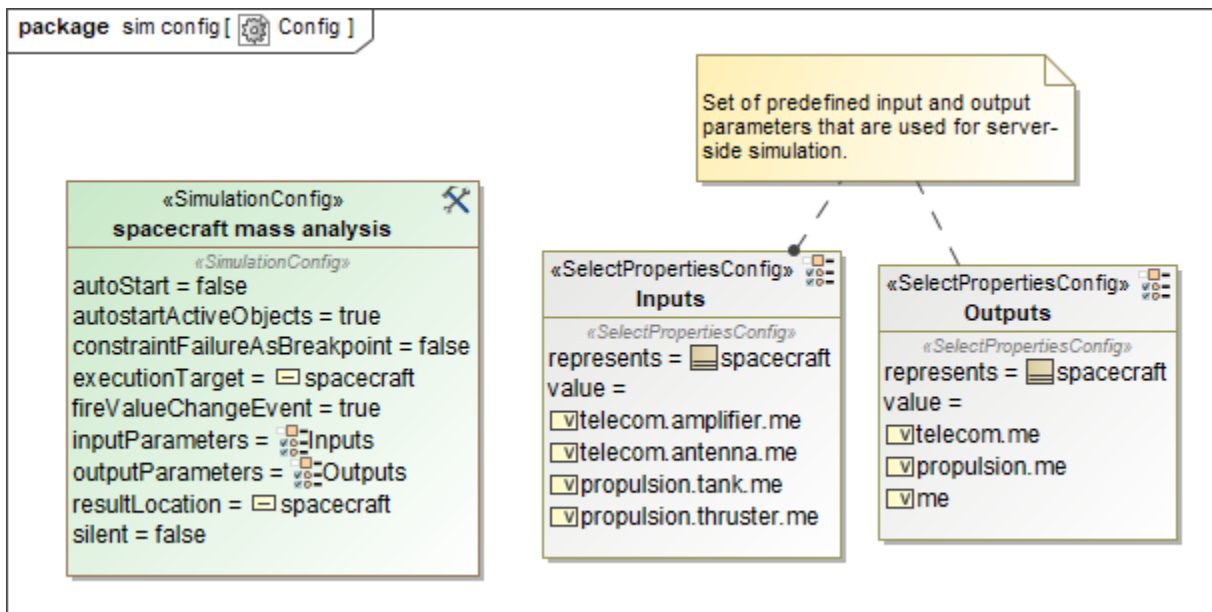 package sim config [ Config ]
Set of predefined input and output
parameters that are used for server-
side simulation.
«SimulationConfig»
spacecraft mass analysis
«SimulationConfig»
autoStart = false
autostartActiveObjects = true
constraintFailureAsBreakpoint = false
executionTarget = spacecraft
fireValueChangeEvent = true
inputParameters = Inputs
outputParameters = Outputs
resultLocation = spacecraft
silent = false
«SelectPropertiesConfig»
Inputs
«SelectPropertiesConfig»
represents = spacecraft
value =
v telecom.amplifier.me
v telecom.antenna.me
v propulsion.tank.me
v propulsion.thruster.me
«SelectPropertiesConfig»
Outputs
«SelectPropertiesConfig»
represents = spacecraft
value =
v telecom.me
v propulsion.me
v me